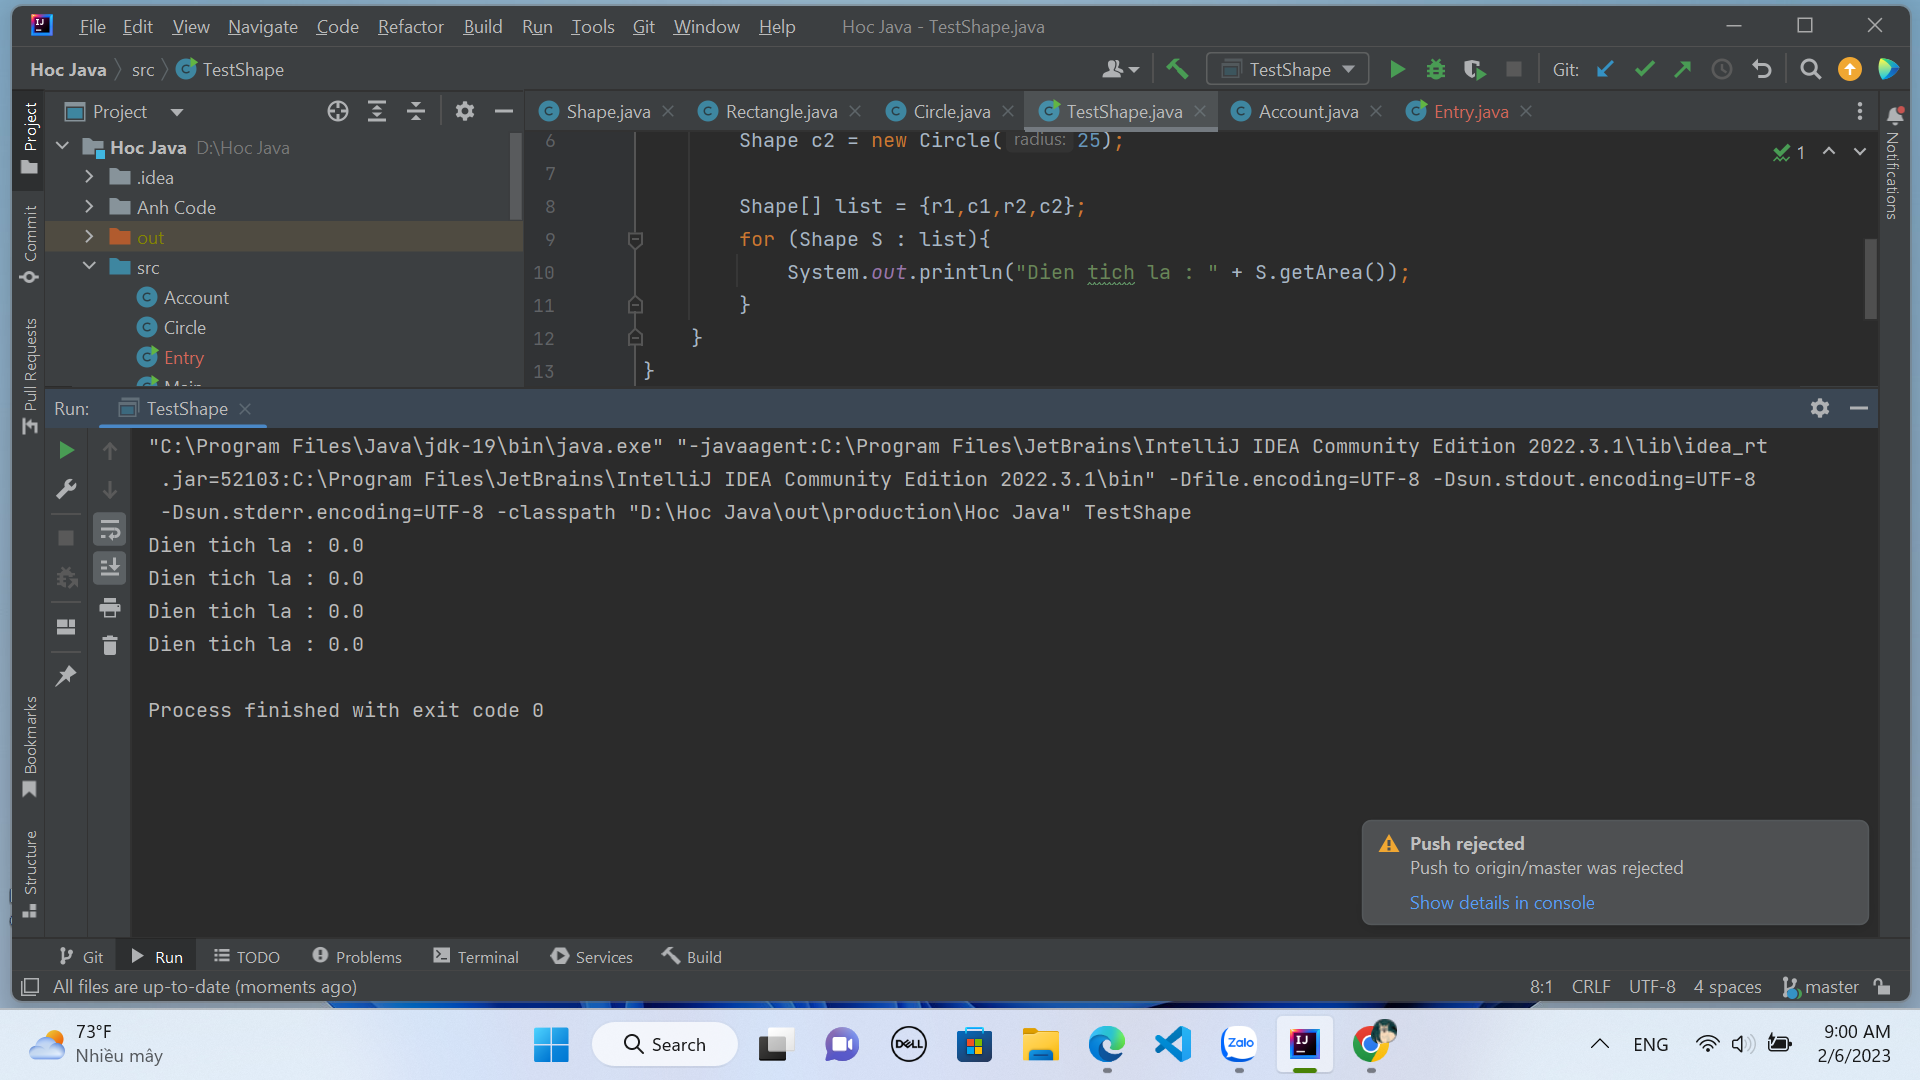 File Edit View Navigate Code Refactor Build Run Tools Git Window Help Hoc Java - TestShape.java
Hoc Java src TestShape
TestShape Git:
Project
Shape.java Rectangle.java Circle.java TestShape.java Account.java Entry.java
Hoc Java D:\Hoc Java
.idea
Anh Code
out
src
Account
Circle
Entry
Main
6 Shape c2 = new Circle( radius: 25);
7
8 Shape[] list = {r1,c1,r2,c2};
9 for (Shape S : list){
10 System.out.println("Dien tich la : " + S.getArea());
11 }
12 }
13 }
1
Project
Commit
Pull Requests
Bookmarks
Structure
Notifications
Run: TestShape
"C:\Program Files\Java\jdk-19\bin\java.exe" "-javaagent:C:\Program Files\JetBrains\IntelliJ IDEA Community Edition 2022.3.1\lib\idea_rt
.jar=52103:C:\Program Files\JetBrains\IntelliJ IDEA Community Edition 2022.3.1\bin" -Dfile.encoding=UTF-8 -Dsun.stdout.encoding=UTF-8
-Dsun.stderr.encoding=UTF-8 -classpath "D:\Hoc Java\out\production\Hoc Java" TestShape
Dien tich la : 0.0
Dien tich la : 0.0
Dien tich la : 0.0
Dien tich la : 0.0
Process finished with exit code 0
Push rejected
Push to origin/master was rejected
Show details in console
Git Run TODO Problems Terminal Services Build
All files are up-to-date (moments ago) 8:1 CRLF UTF-8 4 spaces master
73°F
Nhiều mây
Search
DELL
Zalo
IJ
ENG
9:00 AM
2/6/2023